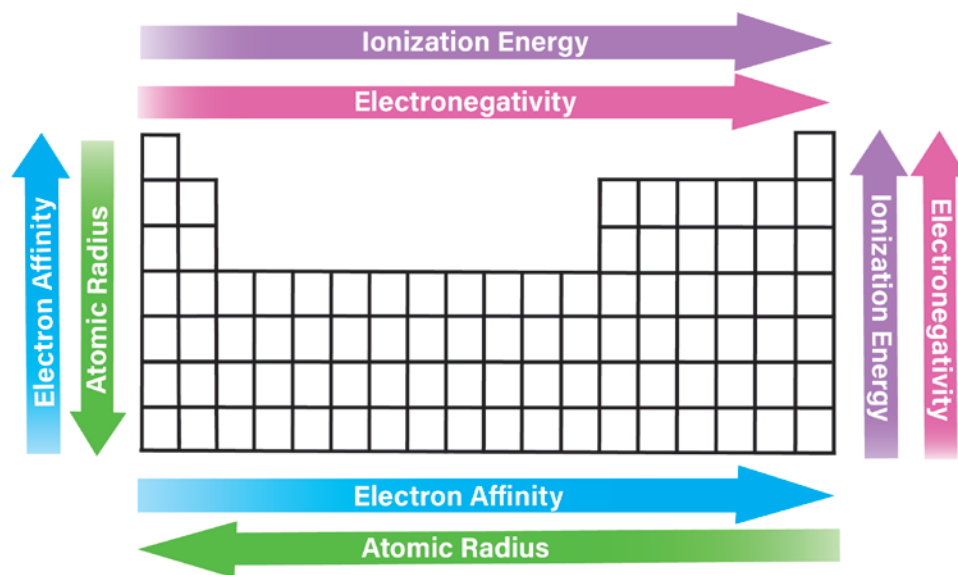 Ionization Energy
Electronegativity
Electron Affinity
Atomic Radius
Ionization Energy
Electronegativity
Electron Affinity
Atomic Radius